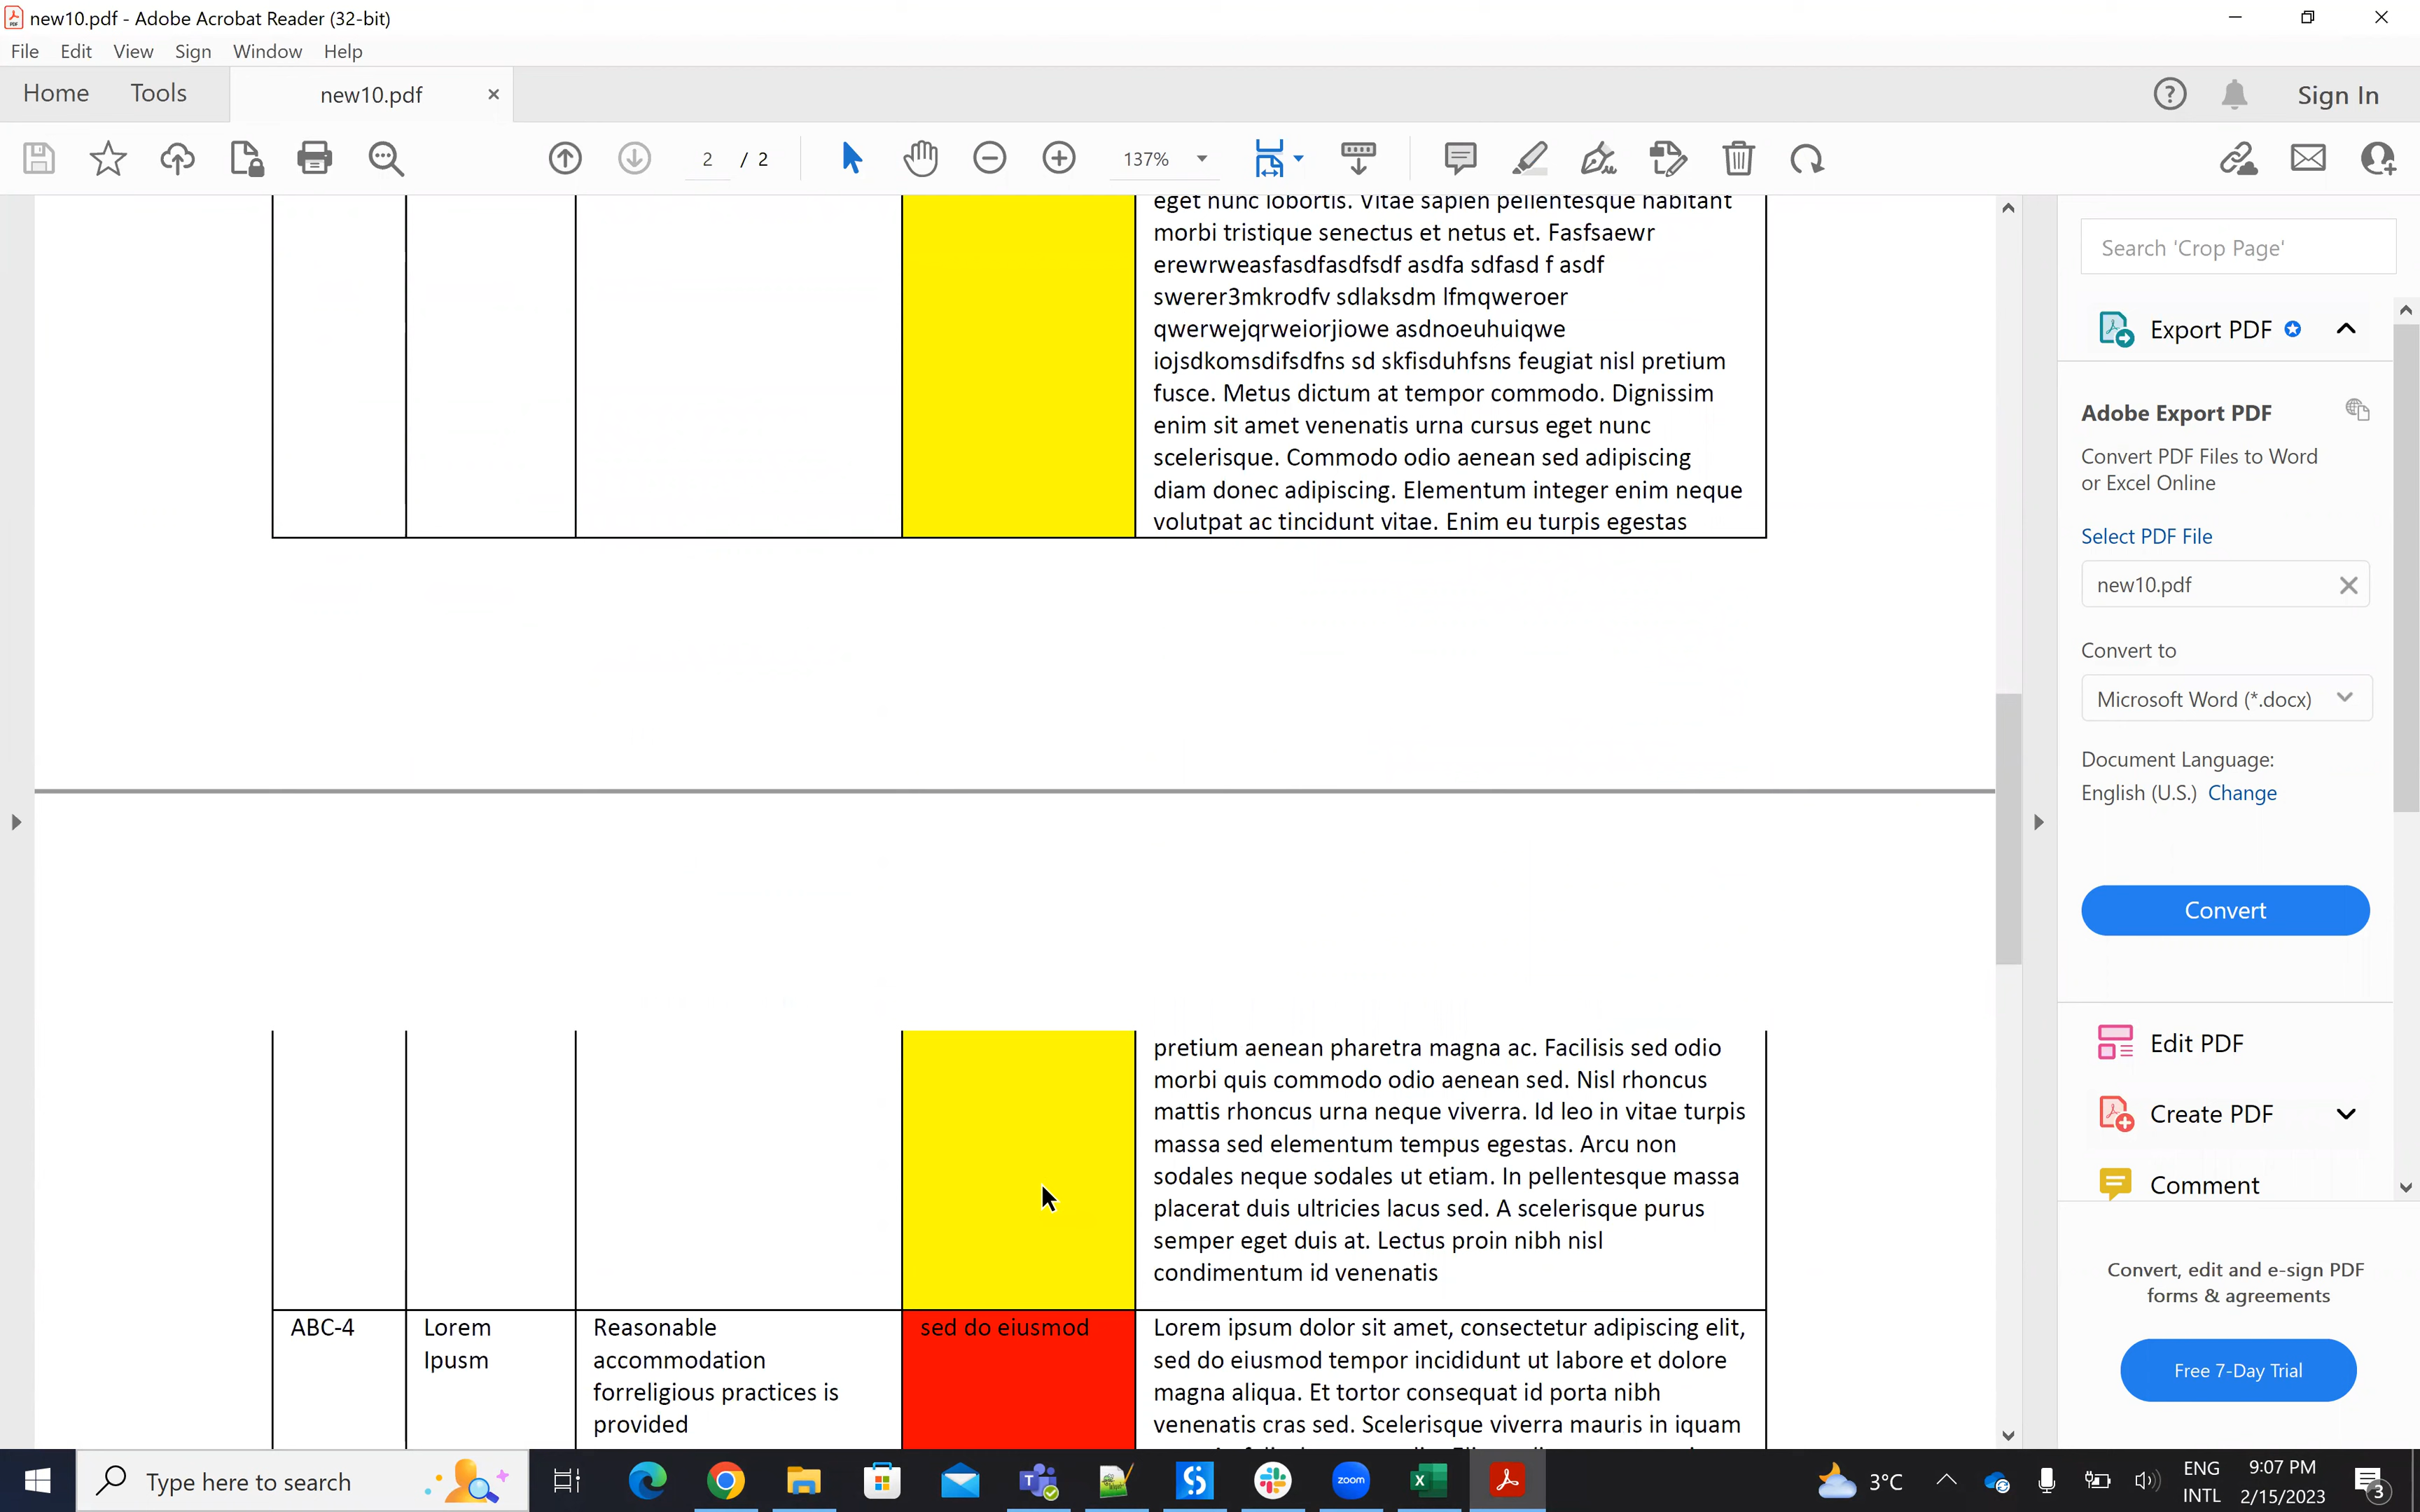 new10.pdf - Adobe Acrobat Reader (32-bit)
File Edit View Sign Window Help
Home Tools new10.pdf Sign In
2 / 2 137%
eget nunc lobortis. Vitae sapien pellentesque habitant
morbi tristique senectus et netus et. Fasfsaewr
erewrweasfasdfasdfsdf asdfa sdfasd f asdf
swerer3mkrodfv sdlaksdm lfmqweroer
qwerwejqrweiorjiowe asdnoeuhuiqwe
iojsdkomsdifsdfns sd skfisduhfsns feugiat nisl pretium
fusce. Metus dictum at tempor commodo. Dignissim
enim sit amet venenatis urna cursus eget nunc
scelerisque. Commodo odio aenean sed adipiscing
diam donec adipiscing. Elementum integer enim neque
volutpat ac tincidunt vitae. Enim eu turpis egestas
pretium aenean pharetra magna ac. Facilisis sed odio
morbi quis commodo odio aenean sed. Nisl rhoncus
mattis rhoncus urna neque viverra. Id leo in vitae turpis
massa sed elementum tempus egestas. Arcu non
sodales neque sodales ut etiam. In pellentesque massa
placerat duis ultricies lacus sed. A scelerisque purus
semper eget duis at. Lectus proin nibh nisl
condimentum id venenatis
ABC-4
Lorem
Ipusm
Reasonable
accommodation
forreligious practices is
provided
sed do eiusmod
Lorem ipsum dolor sit amet, consectetur adipiscing elit,
sed do eiusmod tempor incididunt ut labore et dolore
magna aliqua. Et tortor consequat id porta nibh
venenatis cras sed. Scelerisque viverra mauris in iquam
Search 'Crop Page'
Export PDF
Adobe Export PDF
Convert PDF Files to Word
or Excel Online
Select PDF File
new10.pdf
Convert to
Microsoft Word (*.docx)
Document Language:
English (U.S.) Change
Convert
Edit PDF
Create PDF
Comment
Convert, edit and e-sign PDF
forms & agreements
Free 7-Day Trial
Type here to search
zoom
3°C
ENG
INTL
9:07 PM
2/15/2023
3